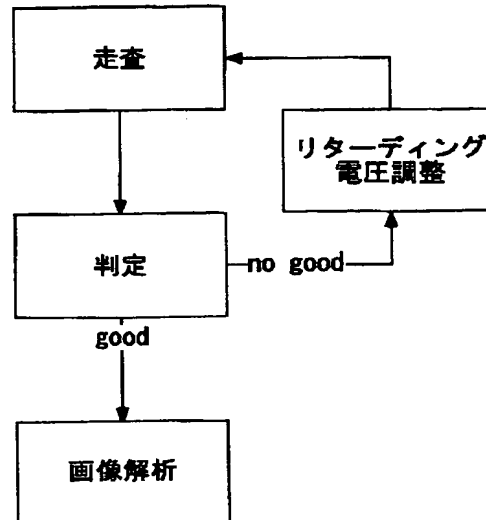 走査
リターディング
電圧調整
判定
no good
good
画像解析